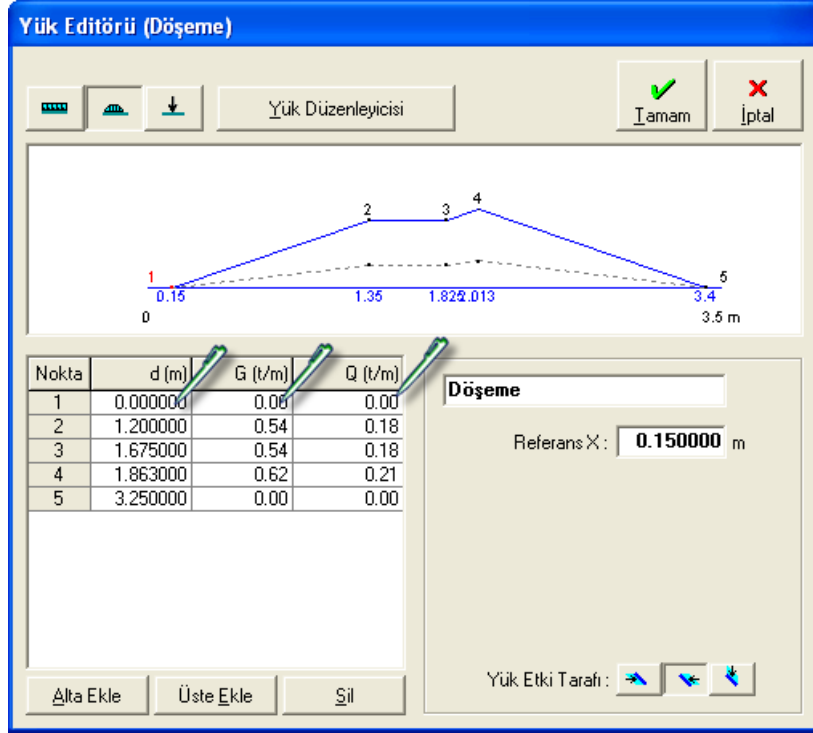 Yük Editörü (Döşeme)
Yük Düzenleyicisi
Tamam
İptal
4
2 3
1 5
0.15 1.35 1.825 2.013 3.4
0 3.5 m
Nokta d (m) G (t/m) Q (t/m)
1 0.000000 0.00 0.00
2 1.200000 0.54 0.18
3 1.675000 0.54 0.18
4 1.863000 0.62 0.21
5 3.250000 0.00 0.00
Döşeme
Referans X : 0.150000 m
Yük Etki Tarafı :
Alta Ekle Üste Ekle Sil